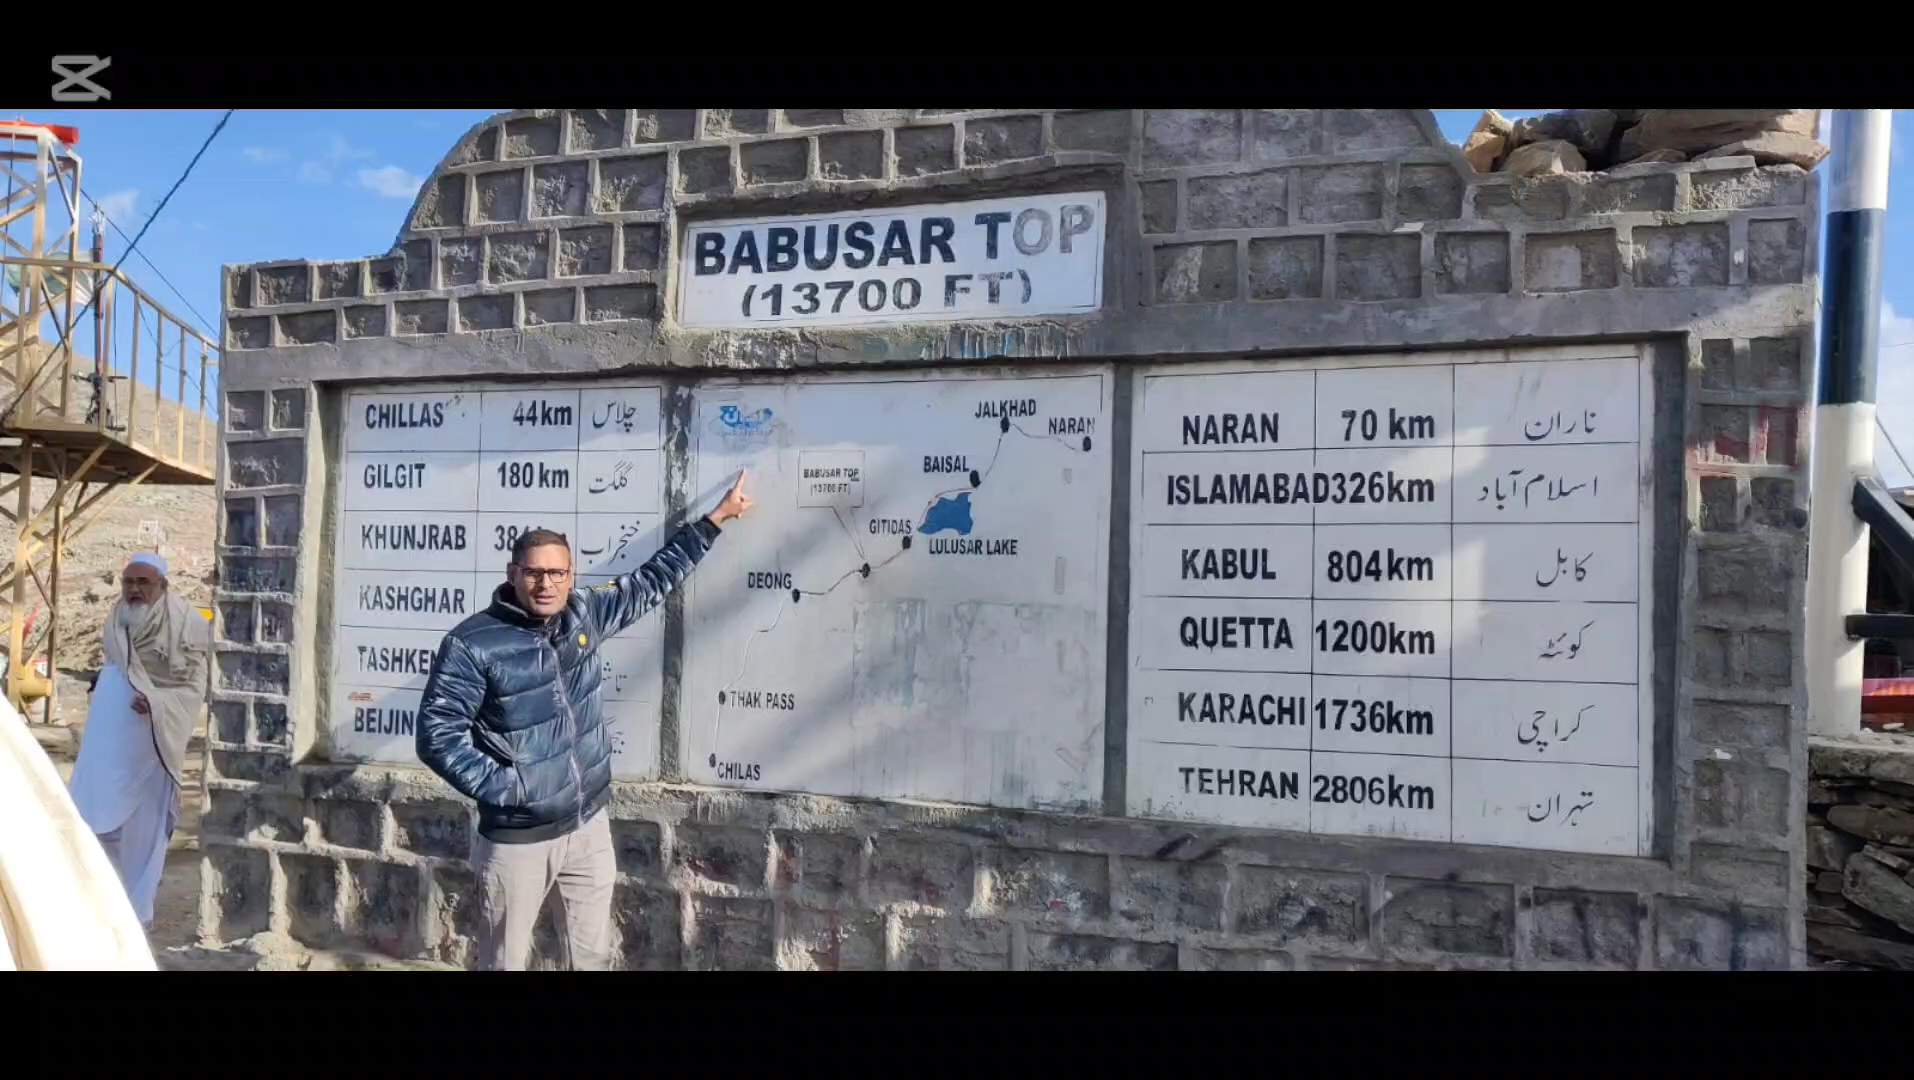 BABUSAR TOP
(13700 FT)
CHILLAS 44km چلاس
GILGIT 180km گلگت
KHUNJRAB خنجراب
KASHGHAR
BABUSAR TOP
(13700 FT)
JALKHAD
NARAN
BAISAL
GITIDAS
LULUSAR LAKE
DEONG
THAK PASS
CHILAS
NARAN 70 km ناران
ISLAMABAD 326km اسلام آباد
KABUL 804km کابل
QUETTA 1200km کوئٹہ
KARACHI 1736km کراچی
TEHRAN 2806km تہران